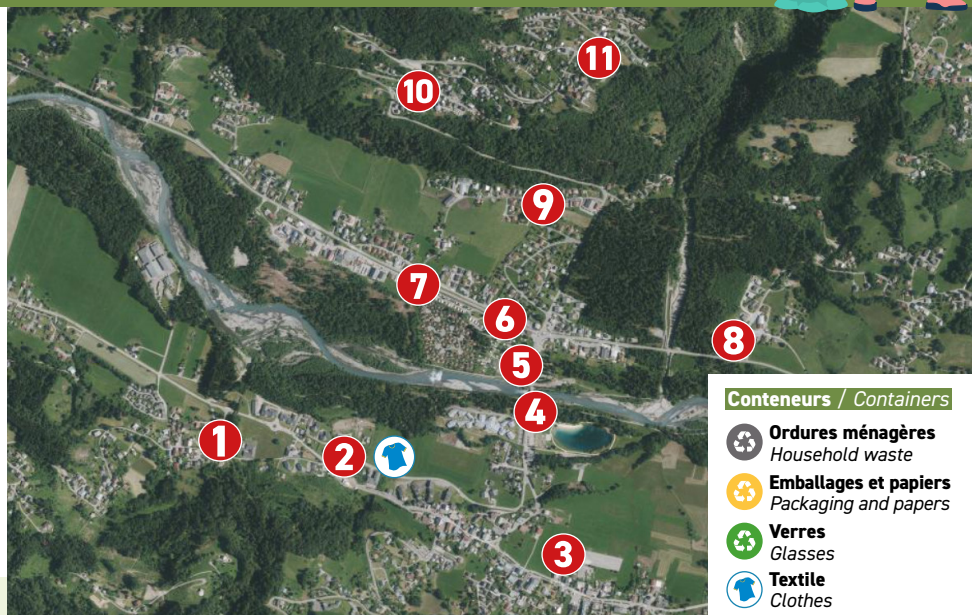 11
10
9
7
6
8
5
4
1
2
3
Conteneurs / Containers
Ordures ménagères
Household waste
Emballages et papiers
Packaging and papers
Verres
Glasses
Textile
Clothes